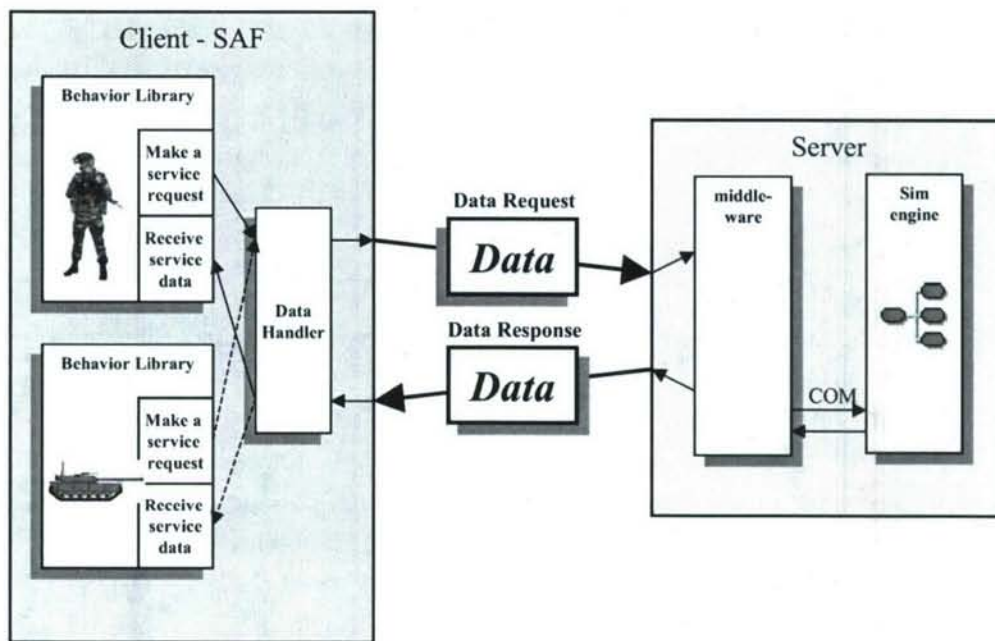 Client - SAF
Behavior Library
Make a
service
request
Receive
service
data
Behavior Library
Make a
service
request
Receive
service
data
Data
Handler
Data Request
Data
Data Response
Data
Server
middle-
ware
Sim
engine
COM